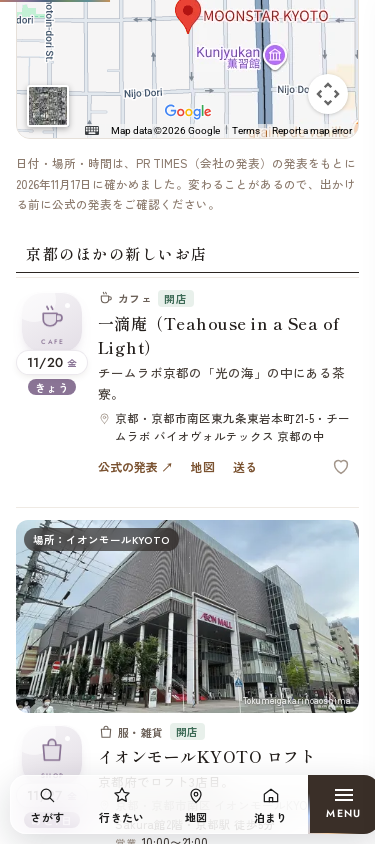 MOONSTAR KYOTO
Kunjyukan
薫習館
Nijo Dori
Google
Map data ©2026 Google
Terms
Report a map error
日付・場所・時間は、PR TIMES（会社の発表）の発表をもとに
2026年11月17日に確かめました。変わることがあるので、出かけ
る前に公式の発表をご確認ください。
京都のほかの新しいお店
CAFE
11/20 金
きょう
カフェ 開店
一滴庵（Teahouse in a Sea of
Light）
チームラボ京都の「光の海」の中にある茶
寮。
京都・京都市南区東九条東岩本町21-5・チー
ムラボ バイオヴォルテックス 京都の中
公式の発表 ↗ 地図 送る
場所：イオンモールKYOTO
ÆON MALL
Tokumeigakarinoaoshima
服・雑貨 開店
イオンモールKYOTO ロフト
京都府でロフト3店目。
さがす
行きたい
地図
泊まり
MENU
営業 10:00〜21:00